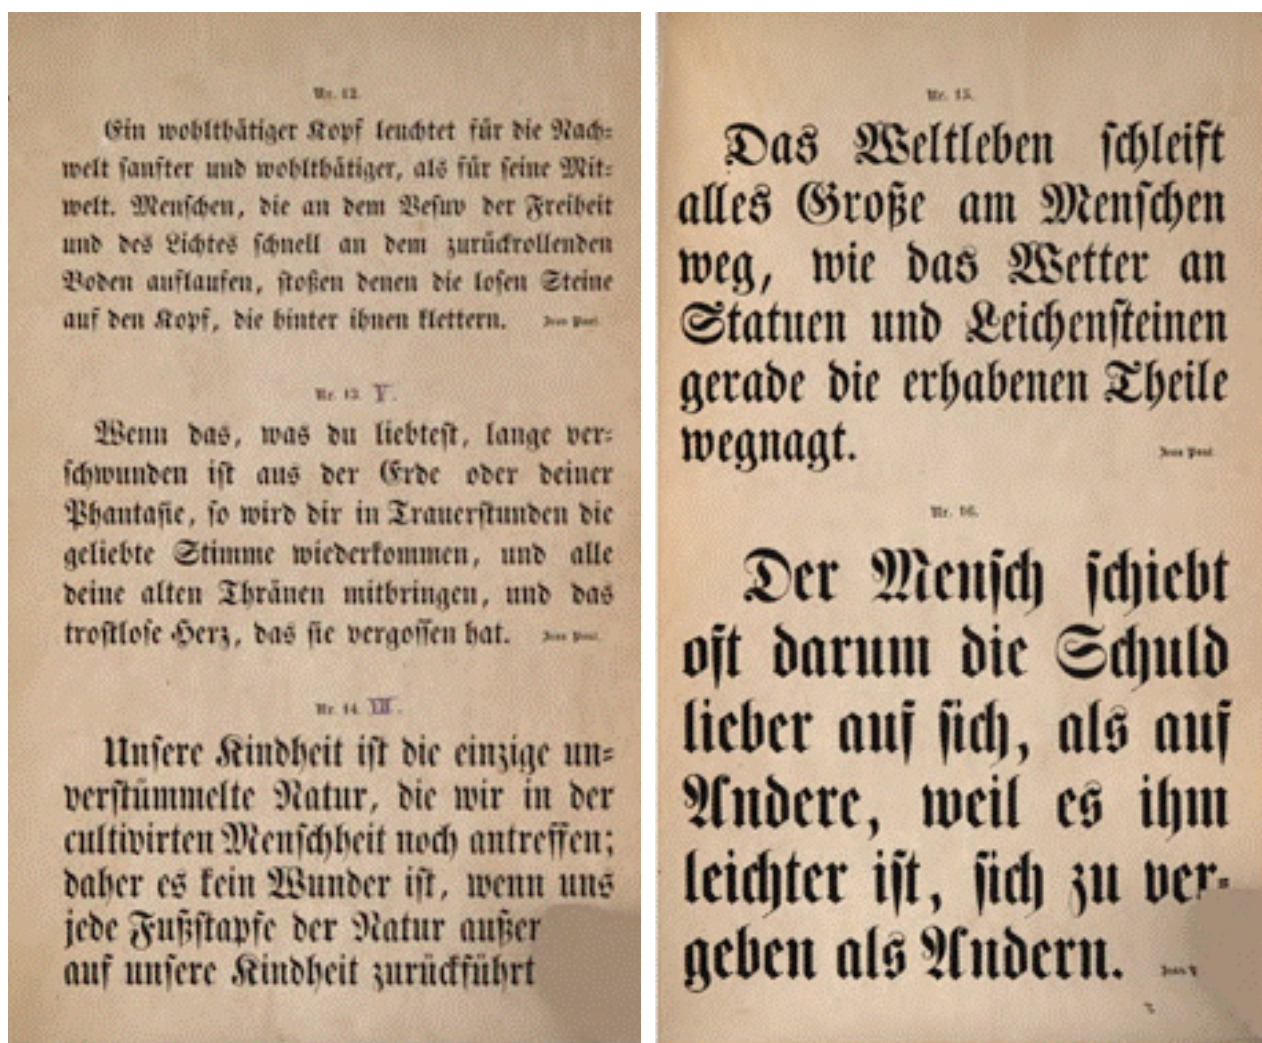 Nr. 12.
Ein wohlthätiger Kopf leuchtet für die Nach=
welt sanfter und wohlthätiger, als für seine Mit=
welt. Menschen, die an dem Vesuv der Freiheit
und des Lichtes schnell an dem zurückrollenden
Boden auflaufen, stoßen denen die losen Steine
auf den Kopf, die hinter ihnen klettern. Jean Paul.
Nr. 13. V.
Wenn das, was du liebtest, lange ver=
schwunden ist aus der Erde oder deiner
Phantasie, so wird dir in Trauerstunden die
geliebte Stimme wiederkommen, und alle
deine alten Thränen mitbringen, und das
trostlose Herz, das sie vergossen hat. Jean Paul.
Nr. 14. VII.
Unsere Kindheit ist die einzige un=
verstümmelte Natur, die wir in der
cultivirten Menschheit noch antreffen;
daher es kein Wunder ist, wenn uns
jede Fußstapfe der Natur außer
auf unsere Kindheit zurückführt
Nr. 15.
Das Weltleben schleift
alles Große am Menschen
weg, wie das Wetter an
Statuen und Leichensteinen
gerade die erhabenen Theile
wegnagt. Jean Paul.
Nr. 16.
Der Mensch schiebt
oft darum die Schuld
lieber auf sich, als auf
Andere, weil es ihm
leichter ist, sich zu ver=
geben als Andern. Jean